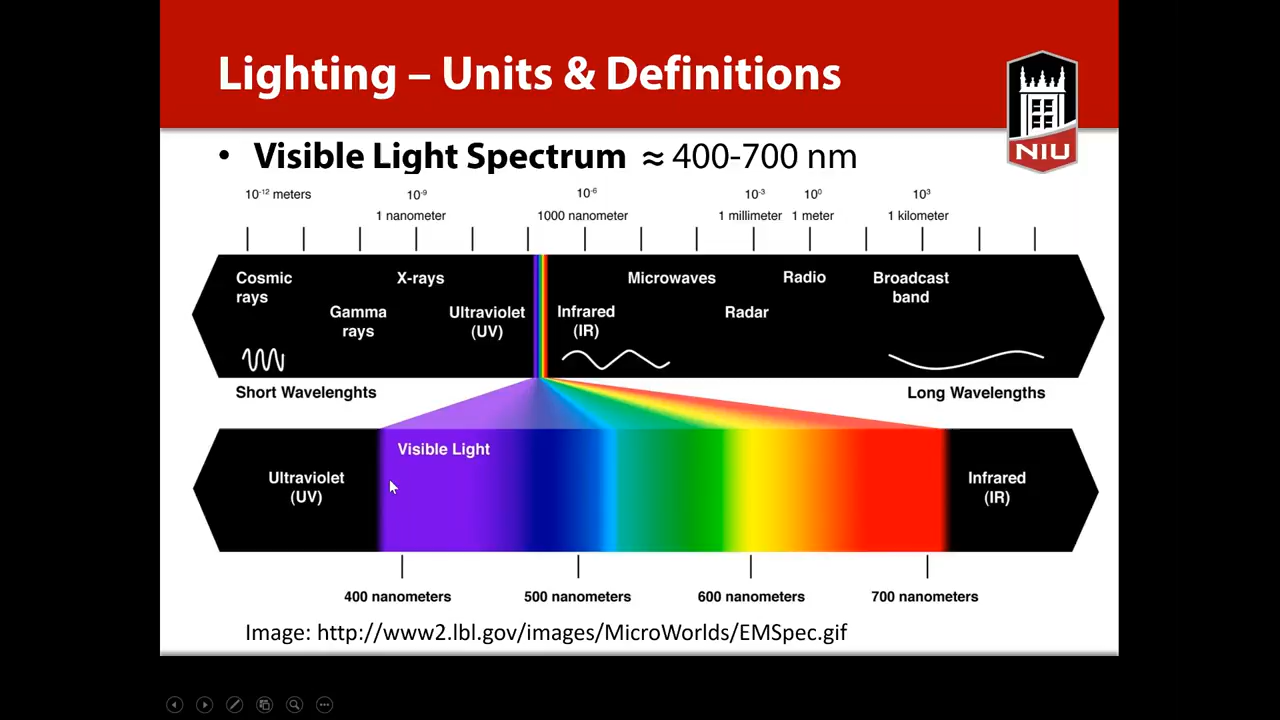 Lighting – Units & Definitions
NIU
• Visible Light Spectrum ≈ 400-700 nm
10-12 meters 10-9 10-6 10-3 100 103
1 nanometer 1000 nanometer 1 millimeter 1 meter 1 kilometer
Cosmic rays X-rays Microwaves Radio Broadcast band
Gamma rays Ultraviolet (UV) Infrared (IR) Radar
Short Wavelenghts Long Wavelengths
Visible Light
Ultraviolet (UV) Infrared (IR)
400 nanometers 500 nanometers 600 nanometers 700 nanometers
Image: http://www2.lbl.gov/images/MicroWorlds/EMSpec.gif